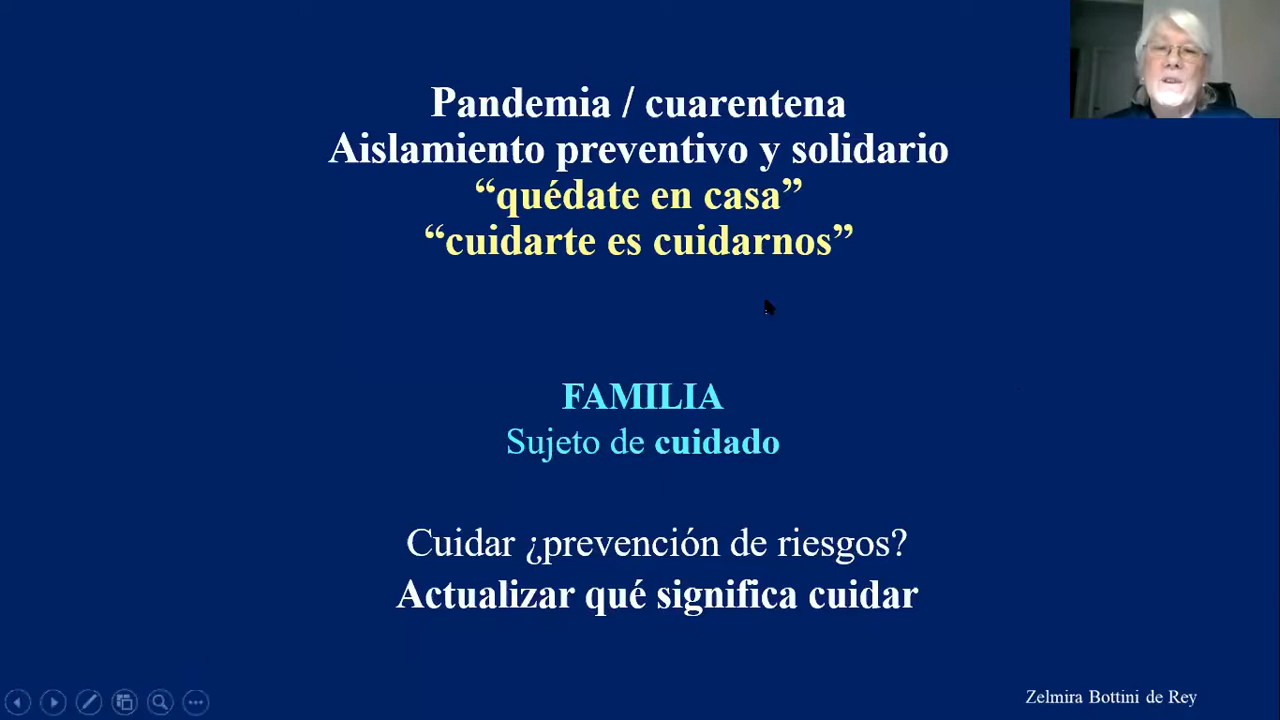 Pandemia / cuarentena
Aislamiento preventivo y solidario
“quédate en casa”
“cuidarte es cuidarnos”
FAMILIA
Sujeto de cuidado
Cuidar ¿prevención de riesgos?
Actualizar qué significa cuidar
Zelmira Bottini de Rey